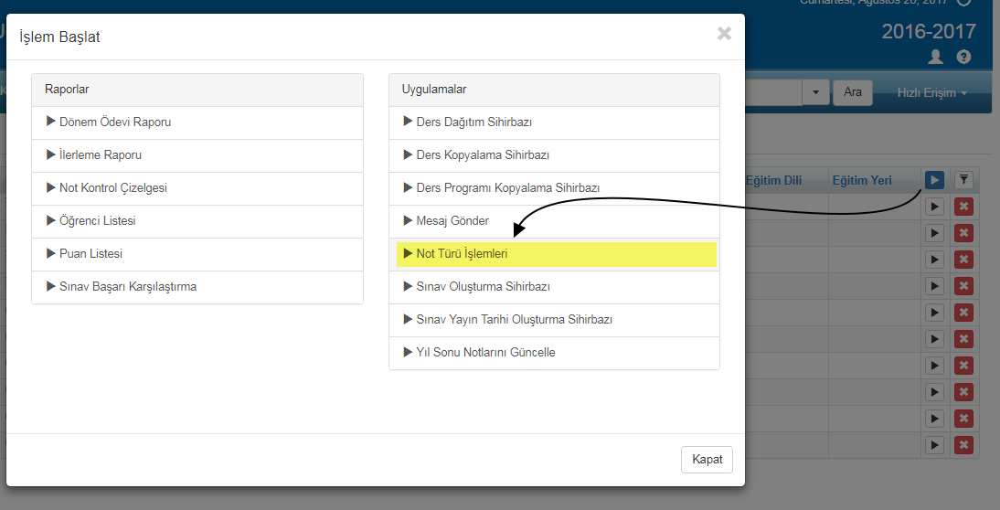 Cumartesi, Ağustos 26, 2017
2016-2017
İşlem Başlat
Ara
Hızlı Erişim
Raporlar
Dönem Ödevi Raporu
İlerleme Raporu
Not Kontrol Çizelgesi
Öğrenci Listesi
Puan Listesi
Sınav Başarı Karşılaştırma
Uygulamalar
Ders Dağıtım Sihirbazı
Ders Kopyalama Sihirbazı
Ders Programı Kopyalama Sihirbazı
Mesaj Gönder
Not Türü İşlemleri
Sınav Oluşturma Sihirbazı
Sınav Yayın Tarihi Oluşturma Sihirbazı
Yıl Sonu Notlarını Güncelle
Eğitim Dili Eğitim Yeri
Kapat